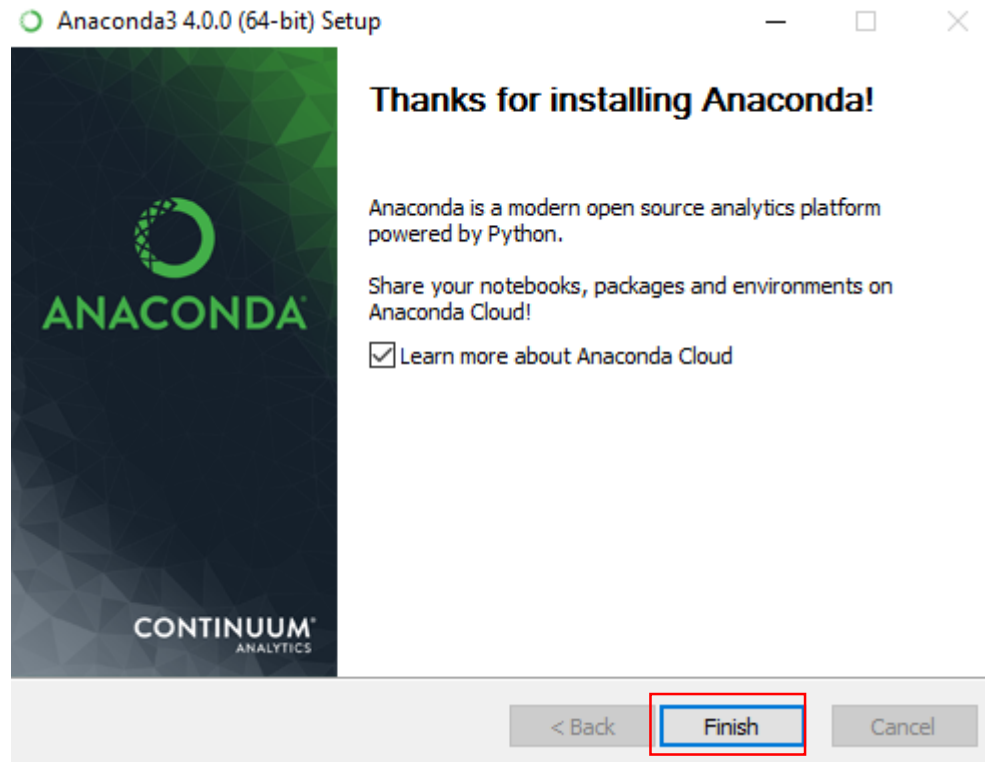 Anaconda3 4.0.0 (64-bit) Setup
Thanks for installing Anaconda!
Anaconda is a modern open source analytics platform
powered by Python.
Share your notebooks, packages and environments on
Anaconda Cloud!
Learn more about Anaconda Cloud
ANACONDA
CONTINUUM
ANALYTICS
< Back
Finish
Cancel